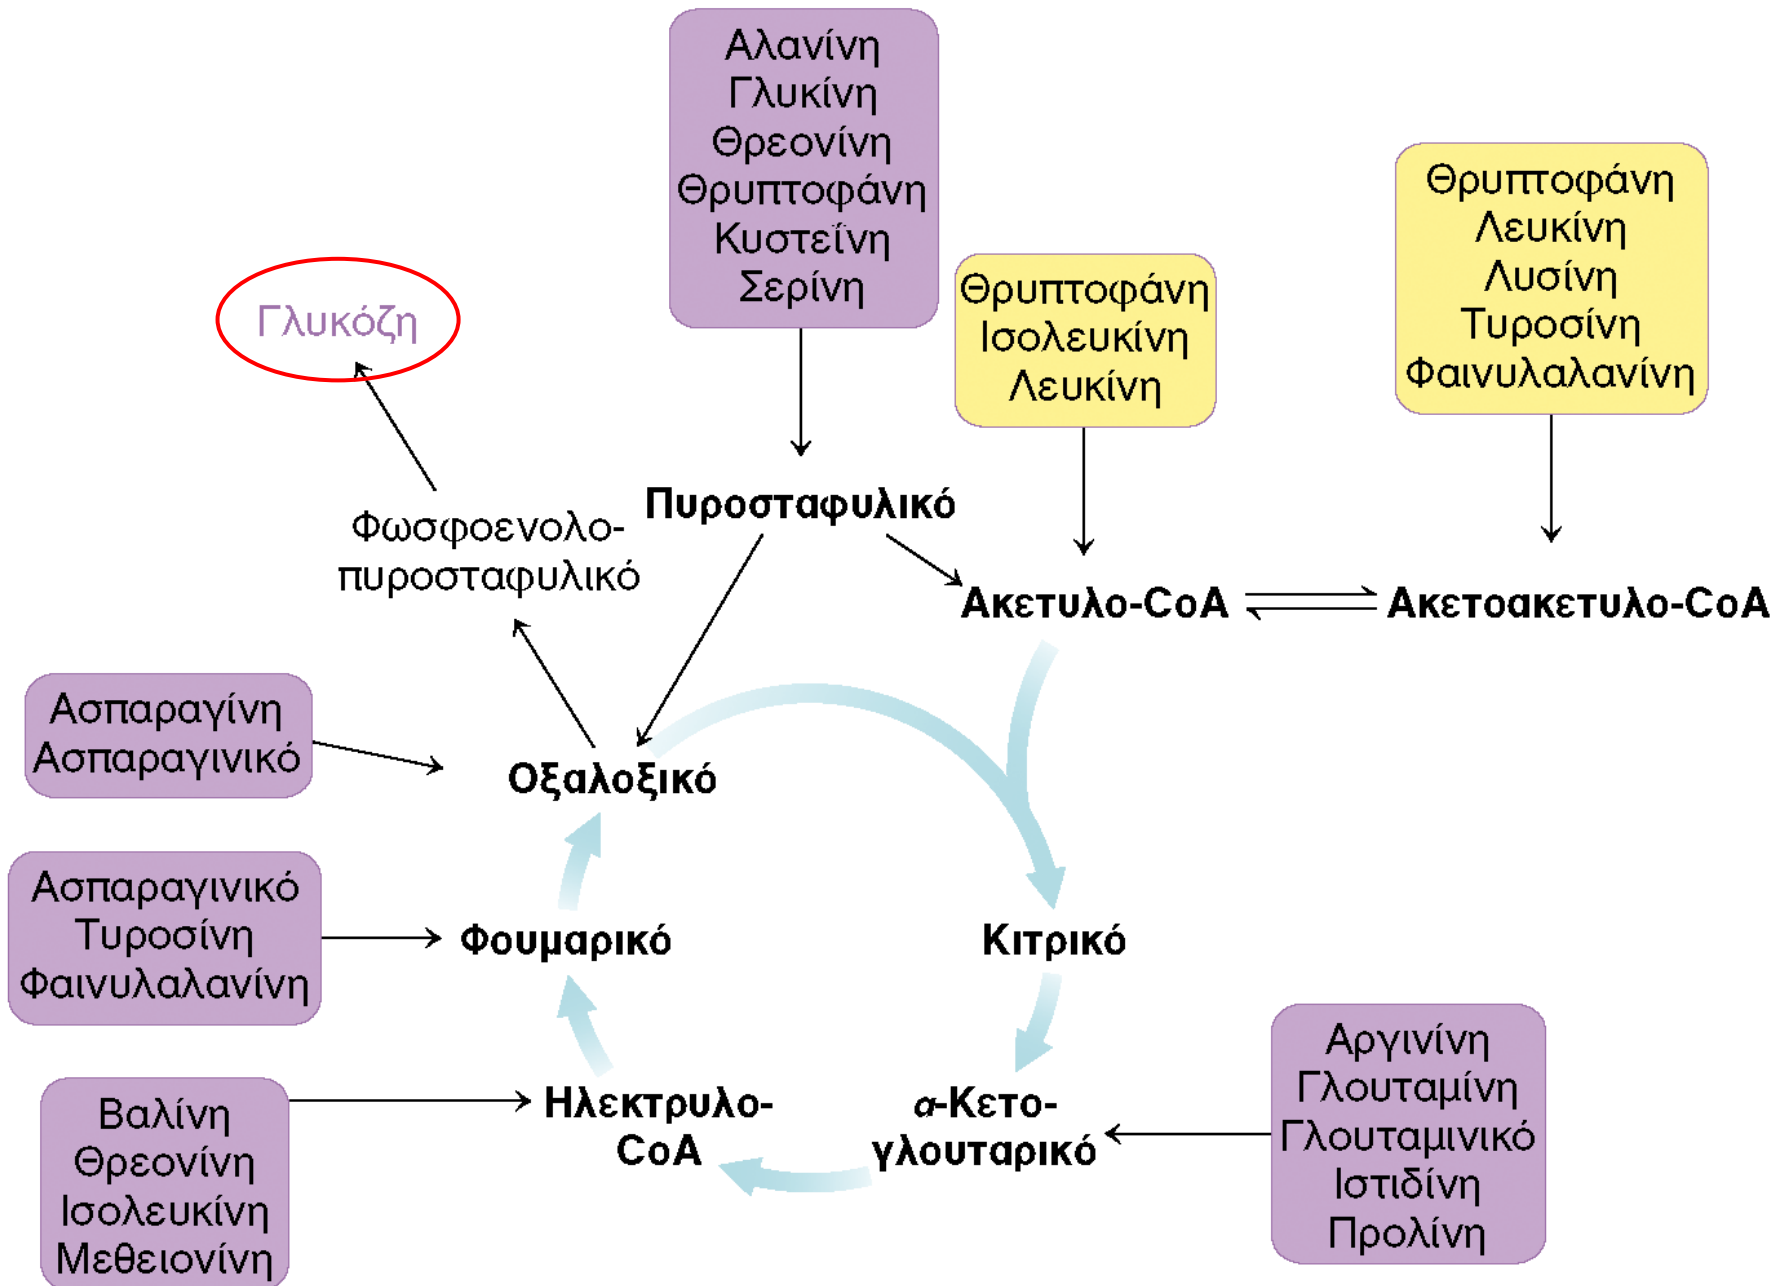 Αλανίνη
Γλυκίνη
Θρεονίνη
Θρυπτοφάνη
Κυστεΐνη
Σερίνη
Θρυπτοφάνη
Λευκίνη
Λυσίνη
Τυροσίνη
Φαινυλαλανίνη
Θρυπτοφάνη
Ισολευκίνη
Λευκίνη
Γλυκόζη
Πυροσταφυλικό
Φωσφοενολο-
πυροσταφυλικό
Ακετυλο-CoA
Ακετοακετυλο-CoA
Ασπαραγίνη
Ασπαραγινικό
Οξαλοξικό
Ασπαραγινικό
Τυροσίνη
Φαινυλαλανίνη
Φουμαρικό
Κιτρικό
Βαλίνη
Θρεονίνη
Ισολευκίνη
Μεθειονίνη
Ηλεκτρυλο-
CoA
α-Κετο-
γλουταρικό
Αργινίνη
Γλουταμίνη
Γλουταμινικό
Ιστιδίνη
Προλίνη